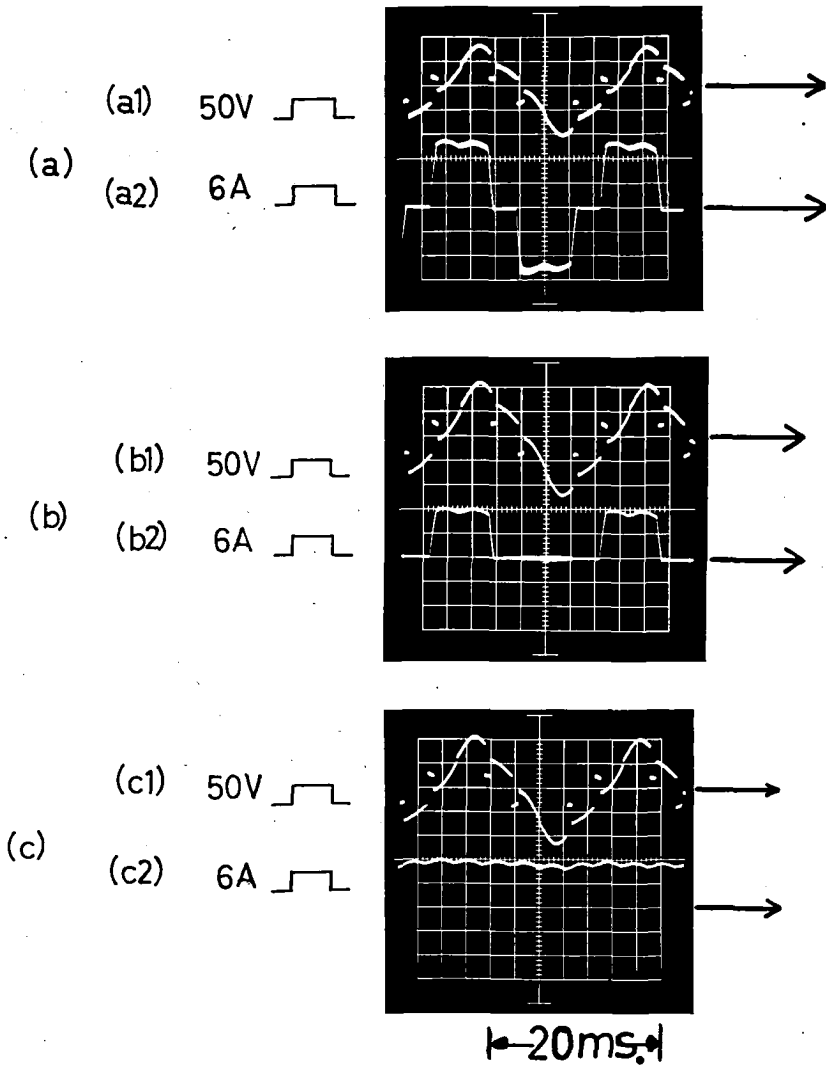 (a1) 50V
(a)
(a2) 6A
(b1) 50V
(b)
(b2) 6A
(c1) 50V
(c)
(c2) 6A
20ms.